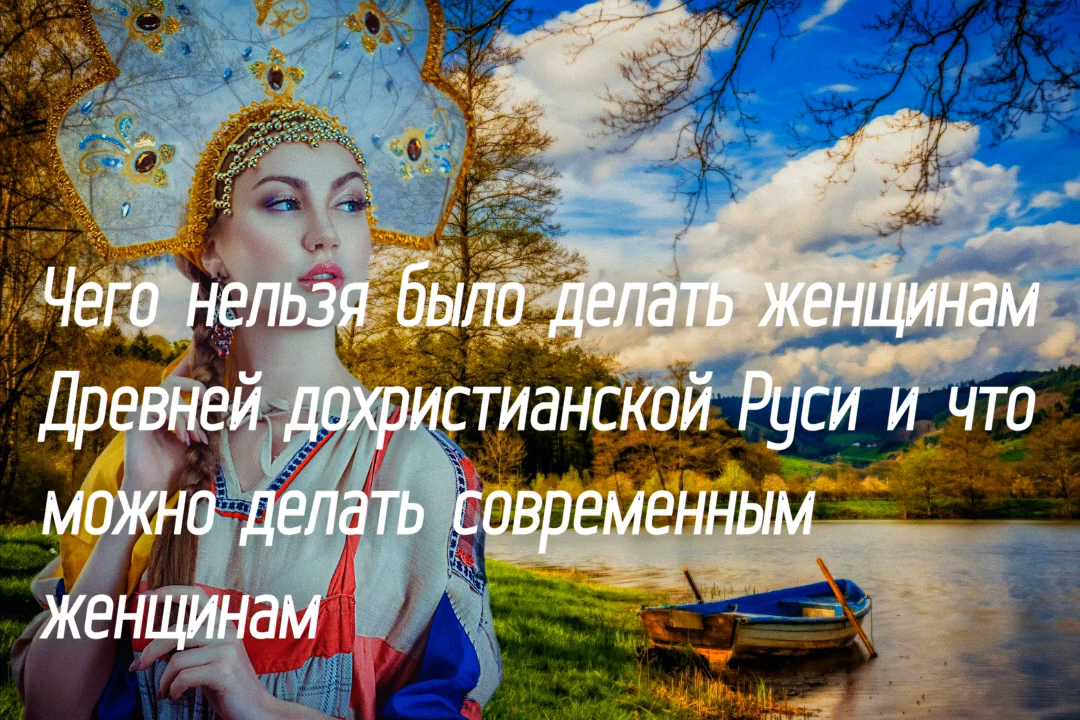 Чего нельзя было делать женщинам
Древней дохристианской Руси и что
можно делать современным
женщинам